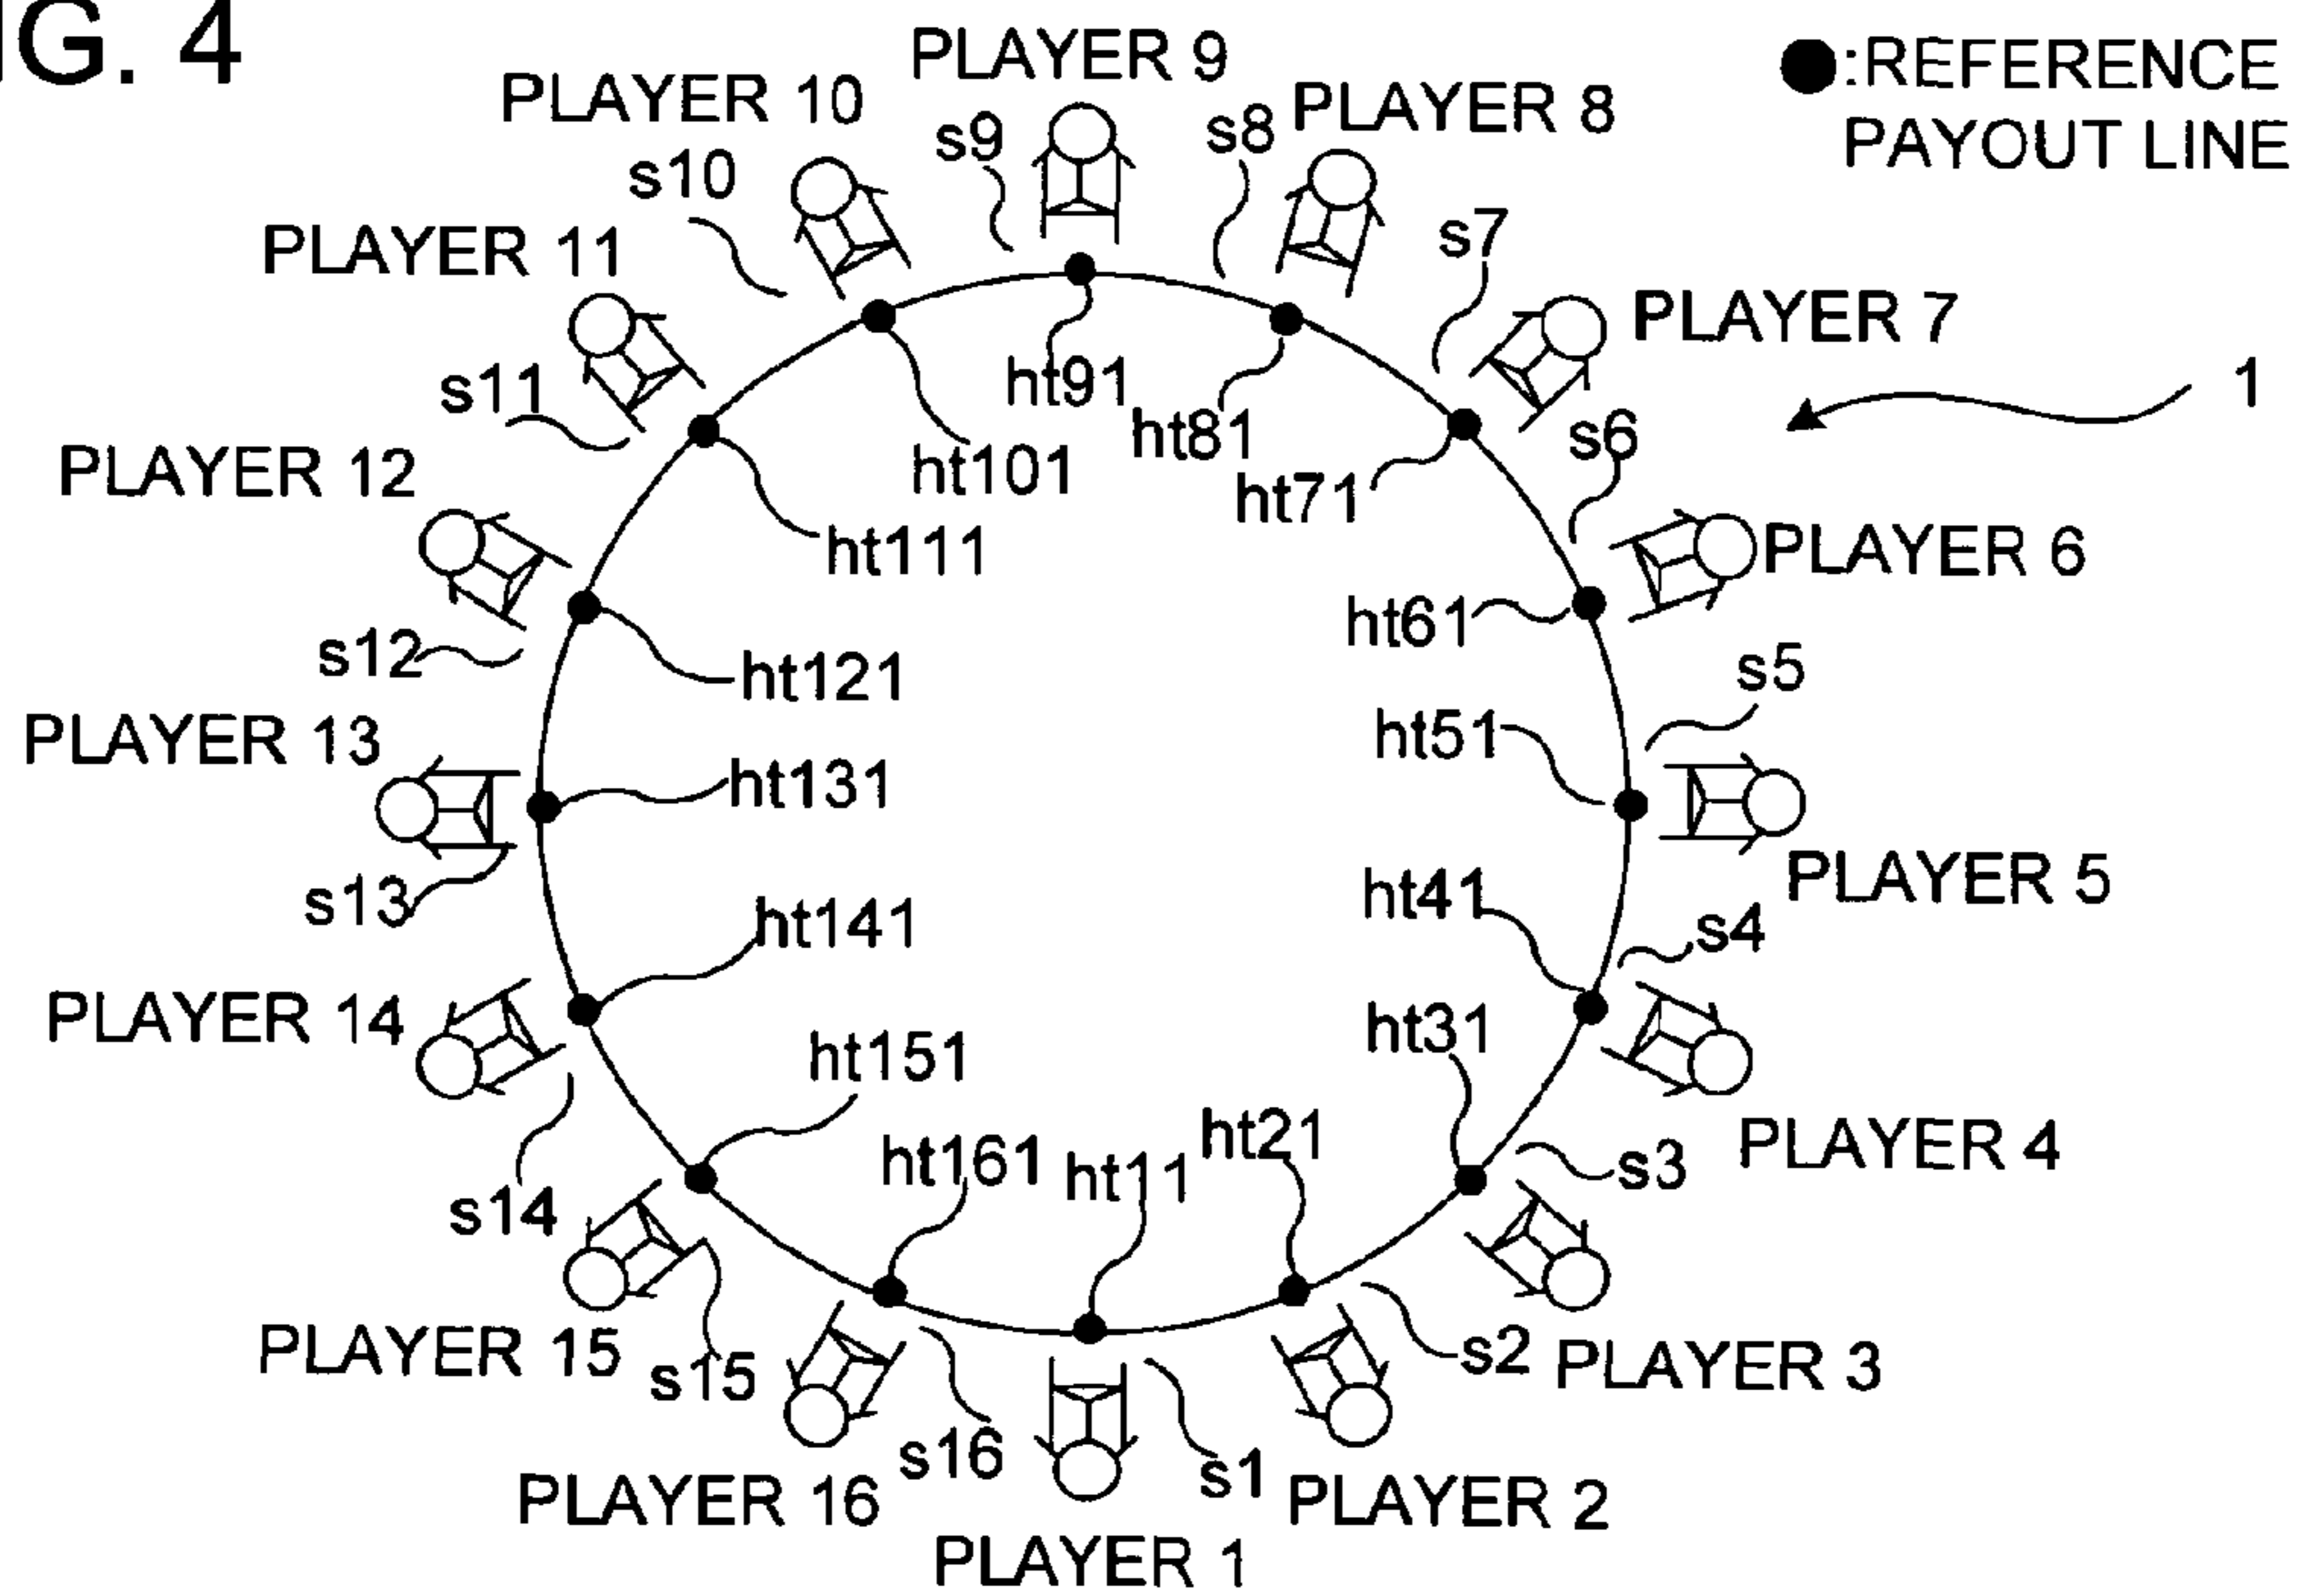 IG. 4
PLAYER 9
:REFERENCE
PAYOUT LINE
PLAYER 10
s9
s8
PLAYER 8
s10
PLAYER 11
s7
PLAYER 7
s11
ht91
1
ht81
s6
PLAYER 12
ht101
ht71
ht111
PLAYER 6
ht61
s12
ht121
s5
PLAYER 13
ht51
ht131
s13
ht41
PLAYER 5
ht141
s4
PLAYER 14
ht31
ht151
ht21
PLAYER 4
ht161
ht11
s3
s14
PLAYER 15
s15
s2
PLAYER 3
s16
s1
PLAYER 16
PLAYER 2
PLAYER 1